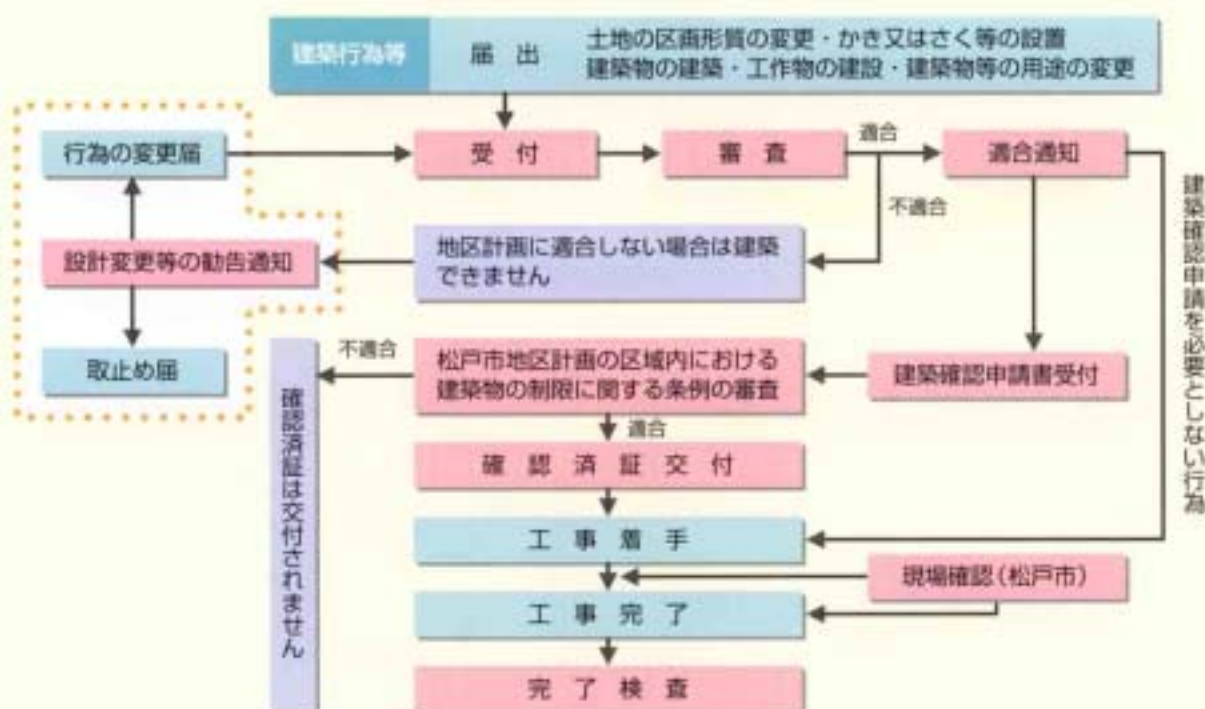 建築行為等
届出
土地の区画形質の変更・かき又はさく等の設置
建築物の建築・工作物の建設・建築物等の用途の変更
行為の変更届
受付
審査
適合
適合通知
不適合
建築確認申請を必要としない行為
設計変更等の勧告通知
地区計画に適合しない場合は建築
できません
取止め届
不適合
松戸市地区計画の区域内における
建築物の制限に関する条例の審査
建築確認申請書受付
確認済証は交付されません
適合
確認済証交付
工事着手
現場確認(松戸市)
工事完了
完了検査